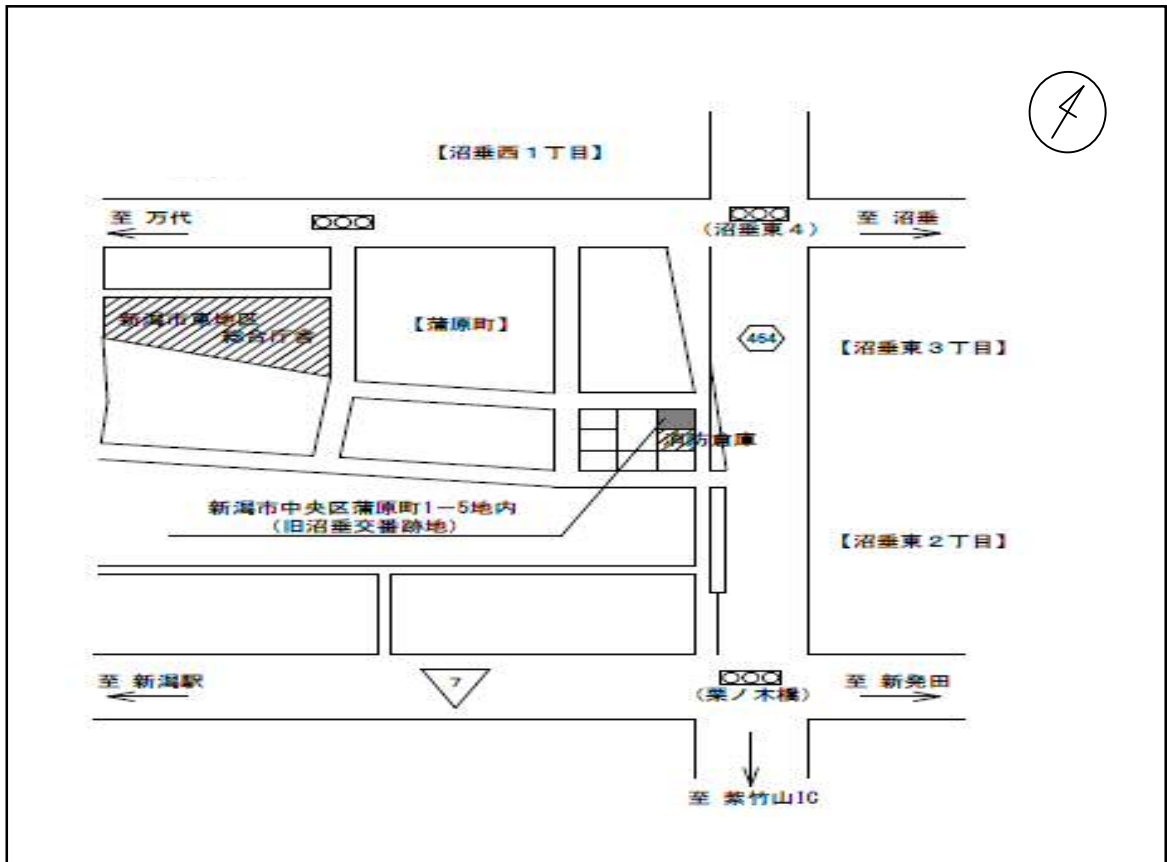 【沼垂西１丁目】
至 万代
（沼垂東４）
至 沼垂
新潟市東地区
総合庁舎
【蒲原町】
464
【沼垂東３丁目】
消防倉庫
新潟市中央区蒲原町1－5地内
（旧沼垂交番跡地）
【沼垂東２丁目】
至 新潟駅
7
（栗ノ木橋）
至 新発田
至 紫竹山IC